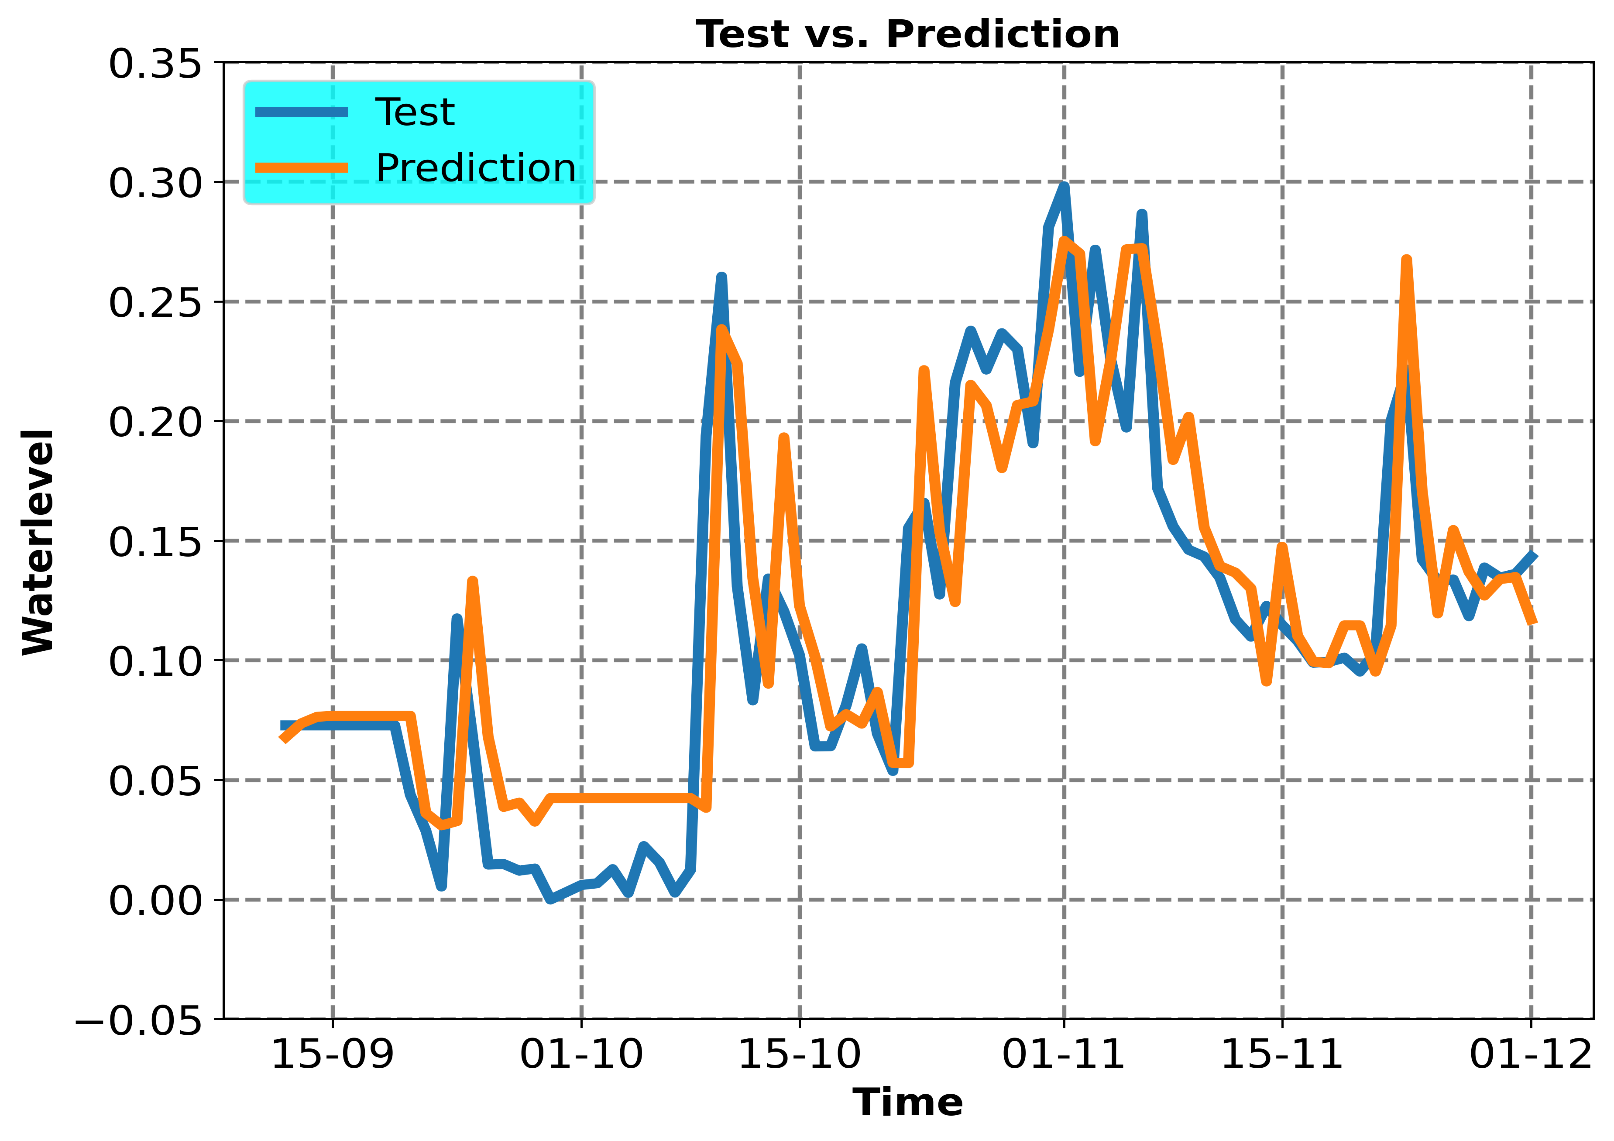 Test vs. Prediction
0.35
0.30
0.25
0.20
0.15
0.10
0.05
0.00
−0.05
Test
Prediction
Waterlevel
15-09 01-10 15-10 01-11 15-11 01-12
Time